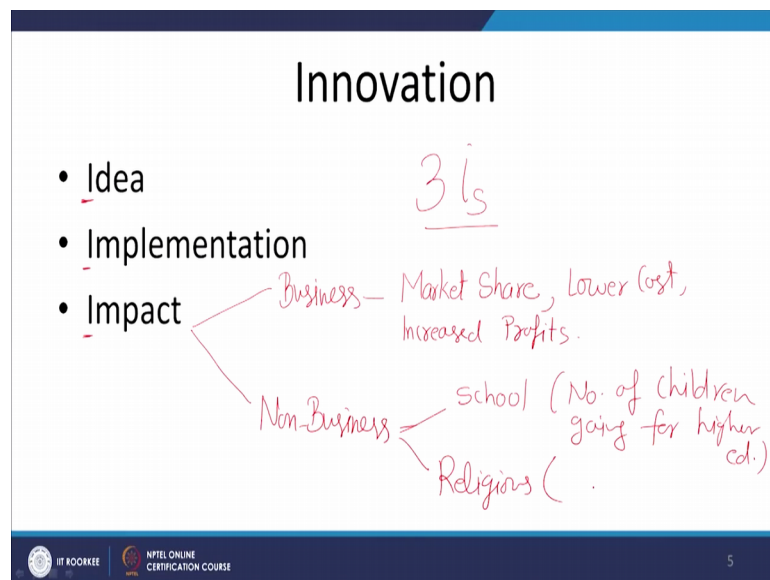 Innovation
• Idea
3 is
• Implementation
• Impact
Business – Market Share, Lower Cost,
Increased Profits.
Non-Business
School (No. of children
going for higher
ed.)
Religious (
IIT ROORKEE
NPTEL ONLINE
CERTIFICATION COURSE
5